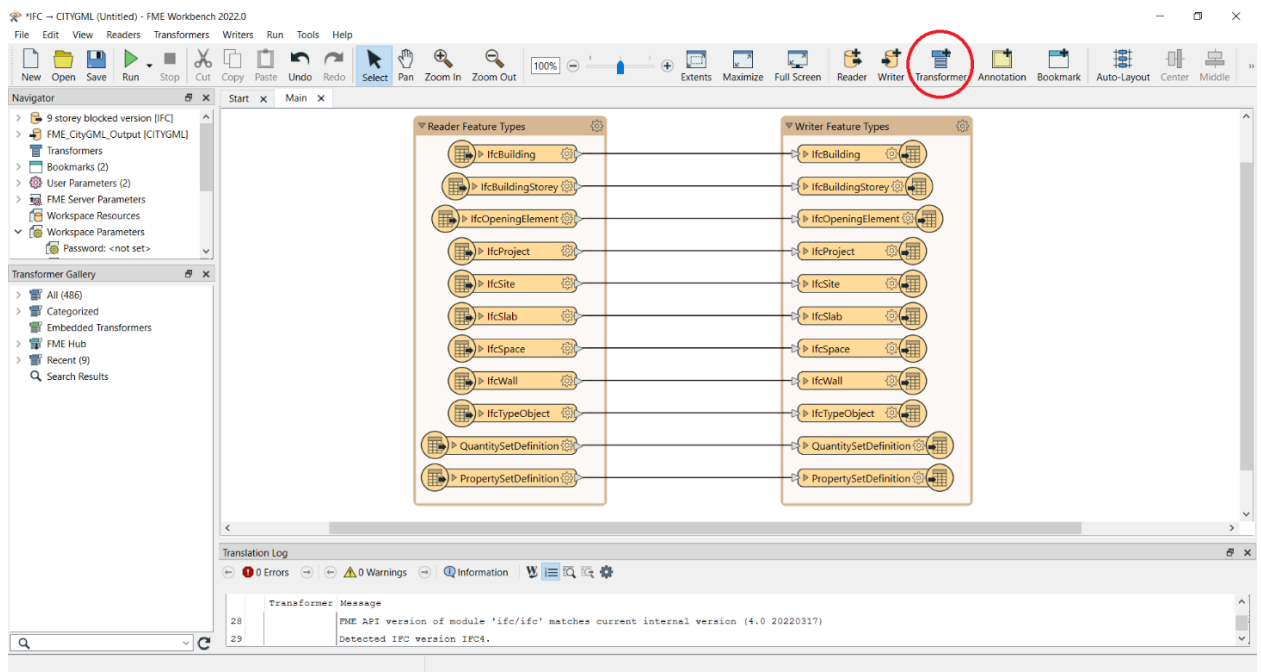 *IFC → CITYGML (Untitled) - FME Workbench 2022.0
File Edit View Readers Transformers Writers Run Tools Help
New Open Save Run Stop Cut Copy Paste Undo Redo Select Pan Zoom In Zoom Out 100% Extents Maximize Full Screen Reader Writer Transformer Annotation Bookmark Auto-Layout Center Middle »
Navigator
Start Main
9 storey blocked version [IFC]
FME_CityGML_Output [CITYGML]
Transformers
Bookmarks (2)
User Parameters (2)
FME Server Parameters
Workspace Resources
Workspace Parameters
Password: <not set>
Transformer Gallery
All (486)
Categorized
Embedded Transformers
FME Hub
Recent (9)
Search Results
Reader Feature Types
IfcBuilding
IfcBuildingStorey
IfcOpeningElement
IfcProject
IfcSite
IfcSlab
IfcSpace
IfcWall
IfcTypeObject
QuantitySetDefinition
PropertySetDefinition
Writer Feature Types
IfcBuilding
IfcBuildingStorey
IfcOpeningElement
IfcProject
IfcSite
IfcSlab
IfcSpace
IfcWall
IfcTypeObject
QuantitySetDefinition
PropertySetDefinition
Translation Log
0 Errors 0 Warnings Information
Transformer Message
28 FME API version of module 'ifc/ifc' matches current internal version (4.0 20220317)
29 Detected IFC version IFC4.